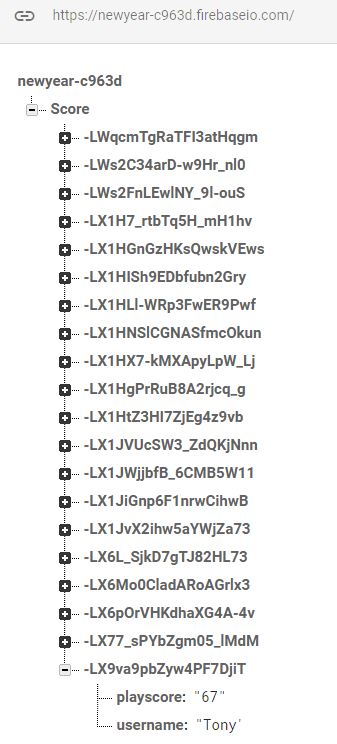 https://newyear-c963d.firebaseio.com/
newyear-c963d
Score
-LWqcmTgRaTFI3atHqgm
-LWs2C34arD-w9Hr_nl0
-LWs2FnLEwlNY_9l-ouS
-LX1H7_rtbTq5H_mH1hv
-LX1HGnGzHKsQwskVEws
-LX1HISh9EDbfubn2Gry
-LX1HLl-WRp3FwER9Pwf
-LX1HNSlCGNASfmcOkun
-LX1HX7-kMXApyLpW_Lj
-LX1HgPrRuB8A2rjcq_g
-LX1HtZ3HI7ZjEg4z9vb
-LX1JVUcSW3_ZdQKjNnn
-LX1JWjjbfB_6CMB5W11
-LX1JiGnp6F1nrwCihwB
-LX1JvX2ihw5aYWjZa73
-LX6L_SjkD7gTJ82HL73
-LX6Mo0CladARoAGrlx3
-LX6pOrVHKdhaXG4A-4v
-LX77_sPYbZgm05_lMdM
-LX9va9pbZyw4PF7DjiT
playscore: "67"
username: "Tony"